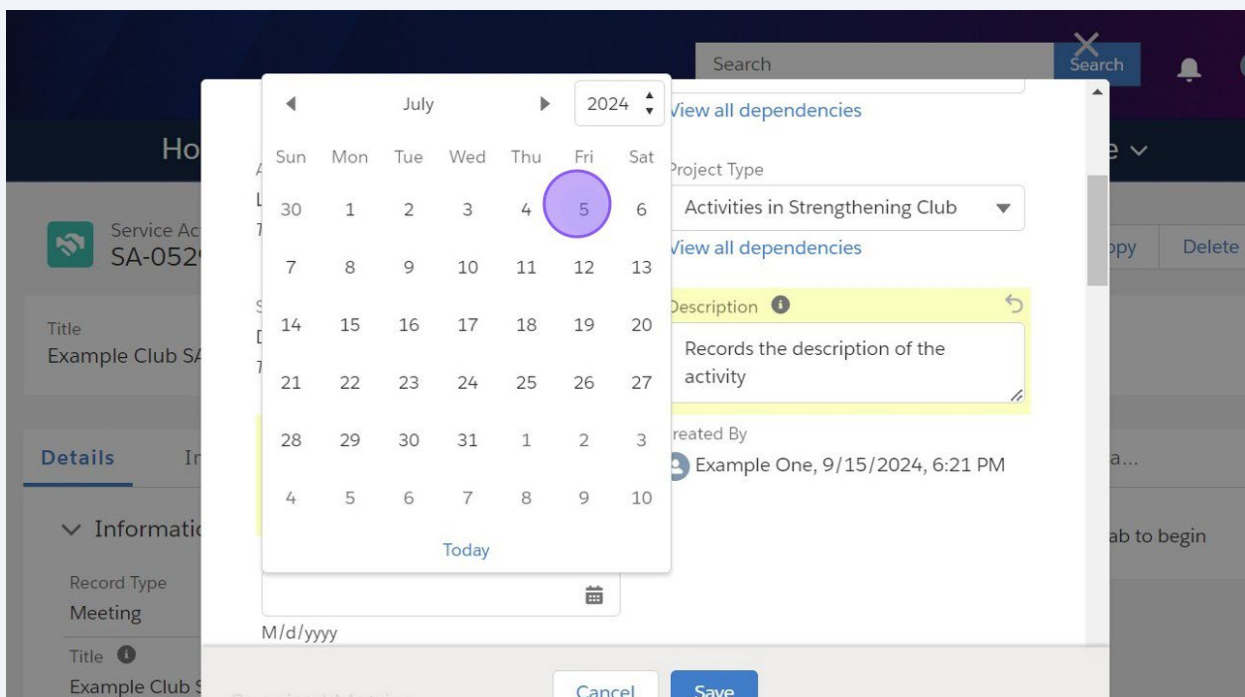 Search
Search
Ho
e
July
2024
Sun Mon Tue Wed Thu Fri Sat
30 1 2 3 4 5 6
7 8 9 10 11 12 13
14 15 16 17 18 19 20
21 22 23 24 25 26 27
28 29 30 31 1 2 3
4 5 6 7 8 9 10
Today
M/d/yyyy
View all dependencies
Project Type
Activities in Strengthening Club
View all dependencies
Description
Records the description of the
activity
reated By
Example One, 9/15/2024, 6:21 PM
Service Ac
SA-052
opy Delete
Title
Example Club SA
Details In
a...
Informatio
ab to begin
Record Type
Meeting
Title
Example Club S
Cancel Save